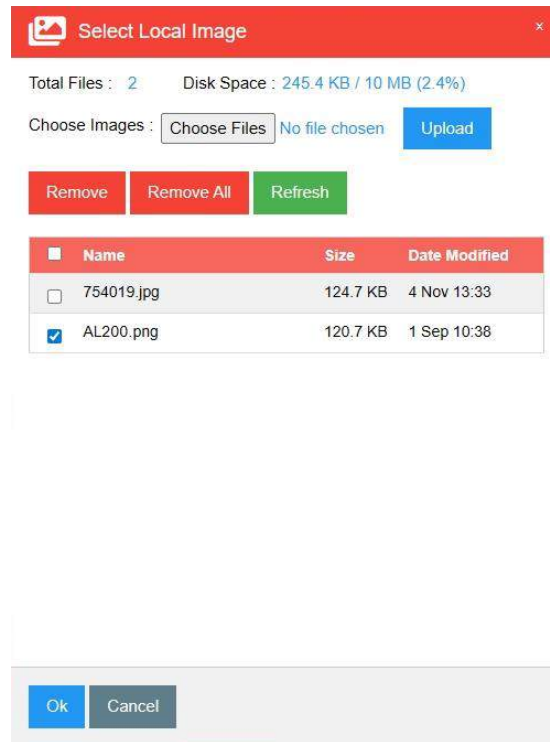 Select Local Image ×
Total Files : 2 Disk Space : 245.4 KB / 10 MB (2.4%)
Choose Images : Choose Files No file chosen Upload
Remove Remove All Refresh
Name Size Date Modified
754019.jpg 124.7 KB 4 Nov 13:33
AL200.png 120.7 KB 1 Sep 10:38
Ok Cancel